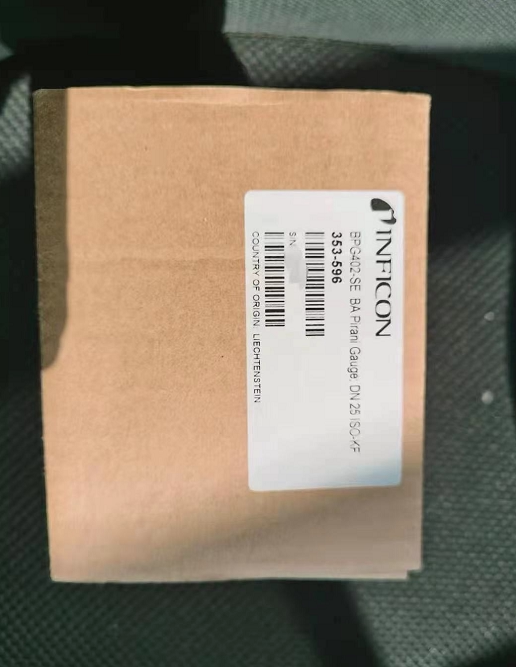 INFICON
BPG402-SE BA Pirani Gauge: DN 25 ISO-KF
353-596
S/N:
COUNTRY OF ORIGIN: LIECHTENSTEIN